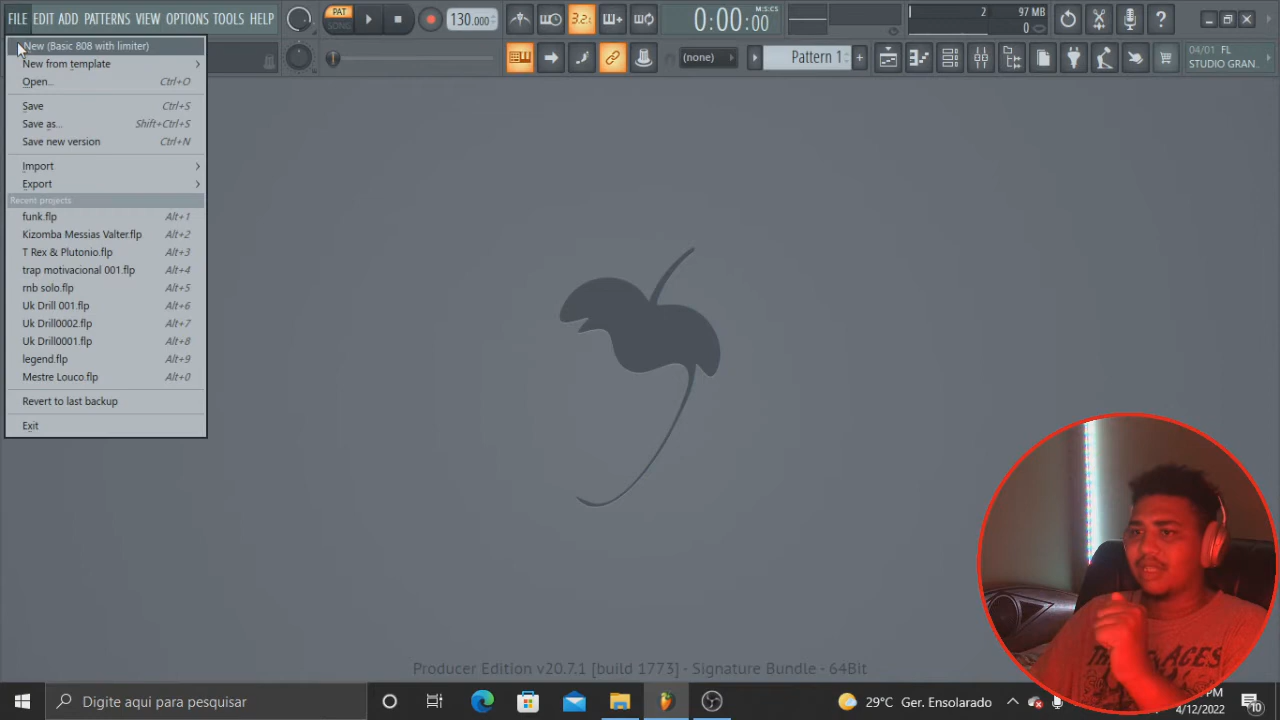 FILE EDIT ADD PATTERNS VIEW OPTIONS TOOLS HELP
PAT
SONG
130.000
3.2.
0:00:00
M:S:CS
2
97 MB
0
New (Basic 808 with limiter)
New from template
Open... Ctrl+O
Save Ctrl+S
Save as... Shift+Ctrl+S
Save new version Ctrl+N
Import
Export
Recent projects
funk.flp Alt+1
Kizomba Messias Valter.flp Alt+2
T Rex & Plutonio.flp Alt+3
trap motivacional 001.flp Alt+4
rnb solo.flp Alt+5
Uk Drill 001.flp Alt+6
Uk Drill0002.flp Alt+7
Uk Drill0001.flp Alt+8
legend.flp Alt+9
Mestre Louco.flp Alt+0
Revert to last backup
Exit
(none)
Pattern 1
04/01 FL
STUDIO GRAN..
Producer Edition v20.7.1 [build 1773] - Signature Bundle - 64Bit
Digite aqui para pesquisar
29°C Ger. Ensolarado
PM
4/12/2022
10